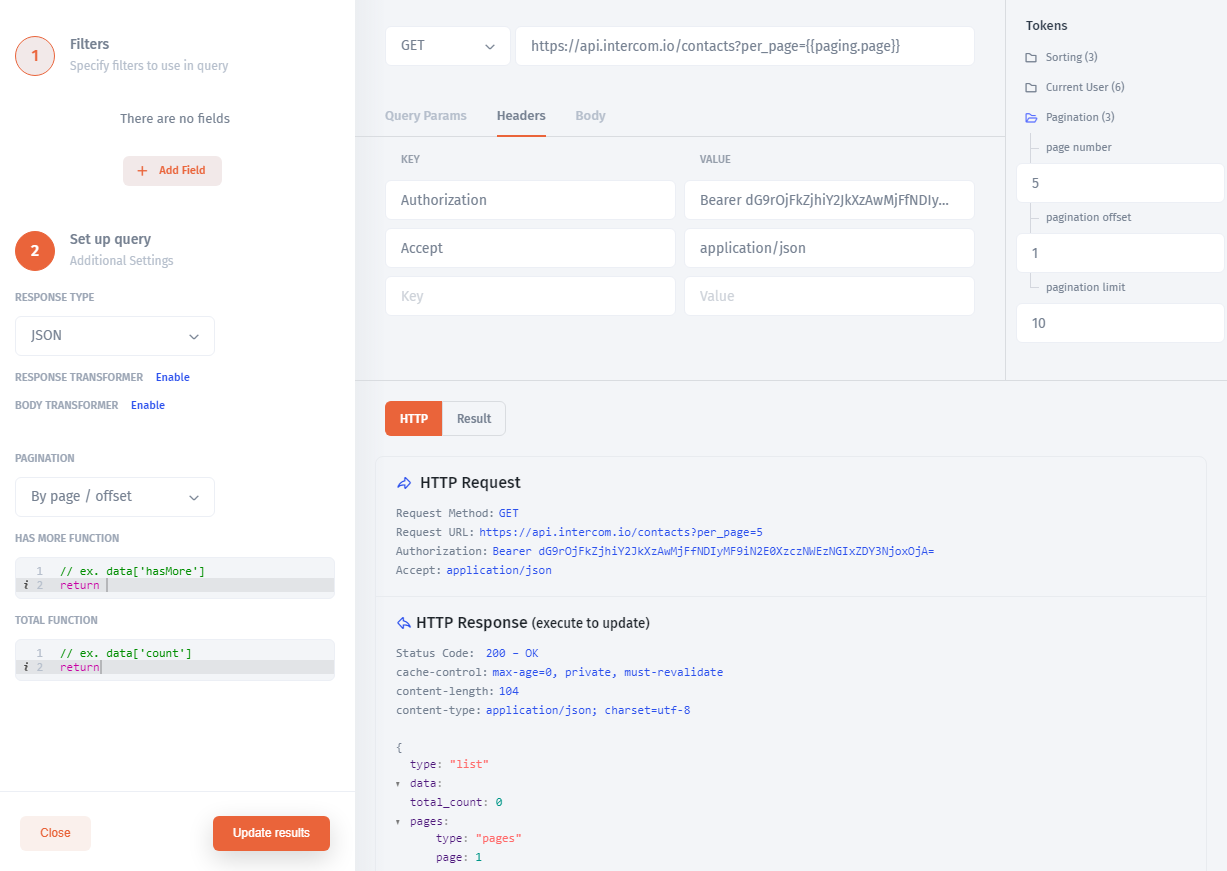 1
Filters
Specify filters to use in query
There are no fields
+ Add Field
2
Set up query
Additional Settings
RESPONSE TYPE
JSON
RESPONSE TRANSFORMER Enable
BODY TRANSFORMER Enable
PAGINATION
By page / offset
HAS MORE FUNCTION
1 // ex. data['hasMore']
i 2 return
TOTAL FUNCTION
1 // ex. data['count']
i 2 return
Close
Update results
GET
https://api.intercom.io/contacts?per_page={{paging.page}}
Query Params Headers Body
KEY VALUE
Authorization Bearer dG9rOjFkZjhiY2JkXzAwMjFfNDIy...
Accept application/json
Key Value
Tokens
Sorting (3)
Current User (6)
Pagination (3)
page number
5
pagination offset
1
pagination limit
10
HTTP Result
HTTP Request
Request Method: GET
Request URL: https://api.intercom.io/contacts?per_page=5
Authorization: Bearer dG9rOjFkZjhiY2JkXzAwMjFfNDIyMF9iN2E0XzczNWEzNGIxZDY3NjoxOjA=
Accept: application/json
HTTP Response (execute to update)
Status Code: 200 – OK
cache-control: max-age=0, private, must-revalidate
content-length: 104
content-type: application/json; charset=utf-8
{
type: "list"
data:
total_count: 0
pages:
type: "pages"
page: 1